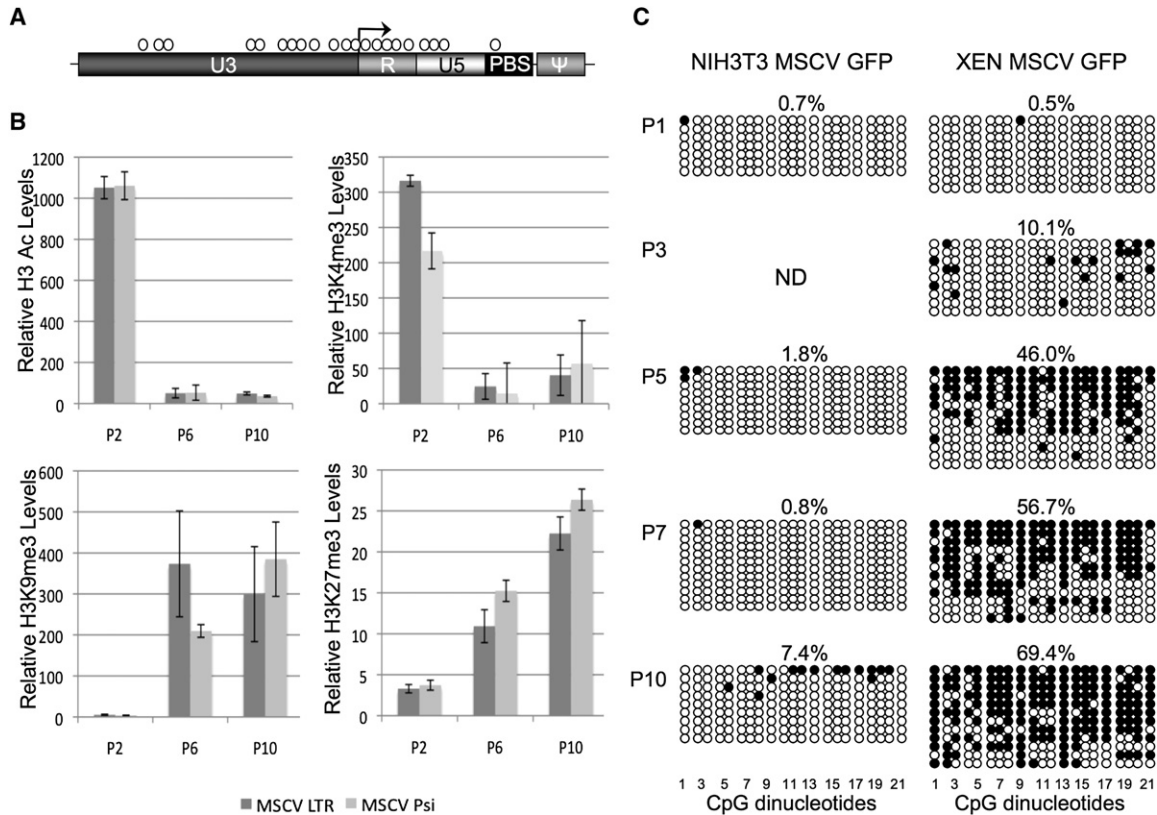 A
U3
R
U5
PBS
Ψ
B
Relative H3 Ac Levels
1200
1000
800
600
400
200
0
P2
P6
P10
Relative H3K4me3 Levels
350
300
250
200
150
100
50
0
P2
P6
P10
Relative H3K9me3 Levels
600
500
400
300
200
100
0
P2
P6
P10
Relative H3K27me3 Levels
30
25
20
15
10
5
0
P2
P6
P10
MSCV LTR
MSCV Psi
C
NIH3T3 MSCV GFP
XEN MSCV GFP
P1
0.7%
0.5%
P3
ND
10.1%
P5
1.8%
46.0%
P7
0.8%
56.7%
P10
7.4%
69.4%
1 3 5 7 9 11 13 15 17 19 21
CpG dinucleotides
1 3 5 7 9 11 13 15 17 19 21
CpG dinucleotides